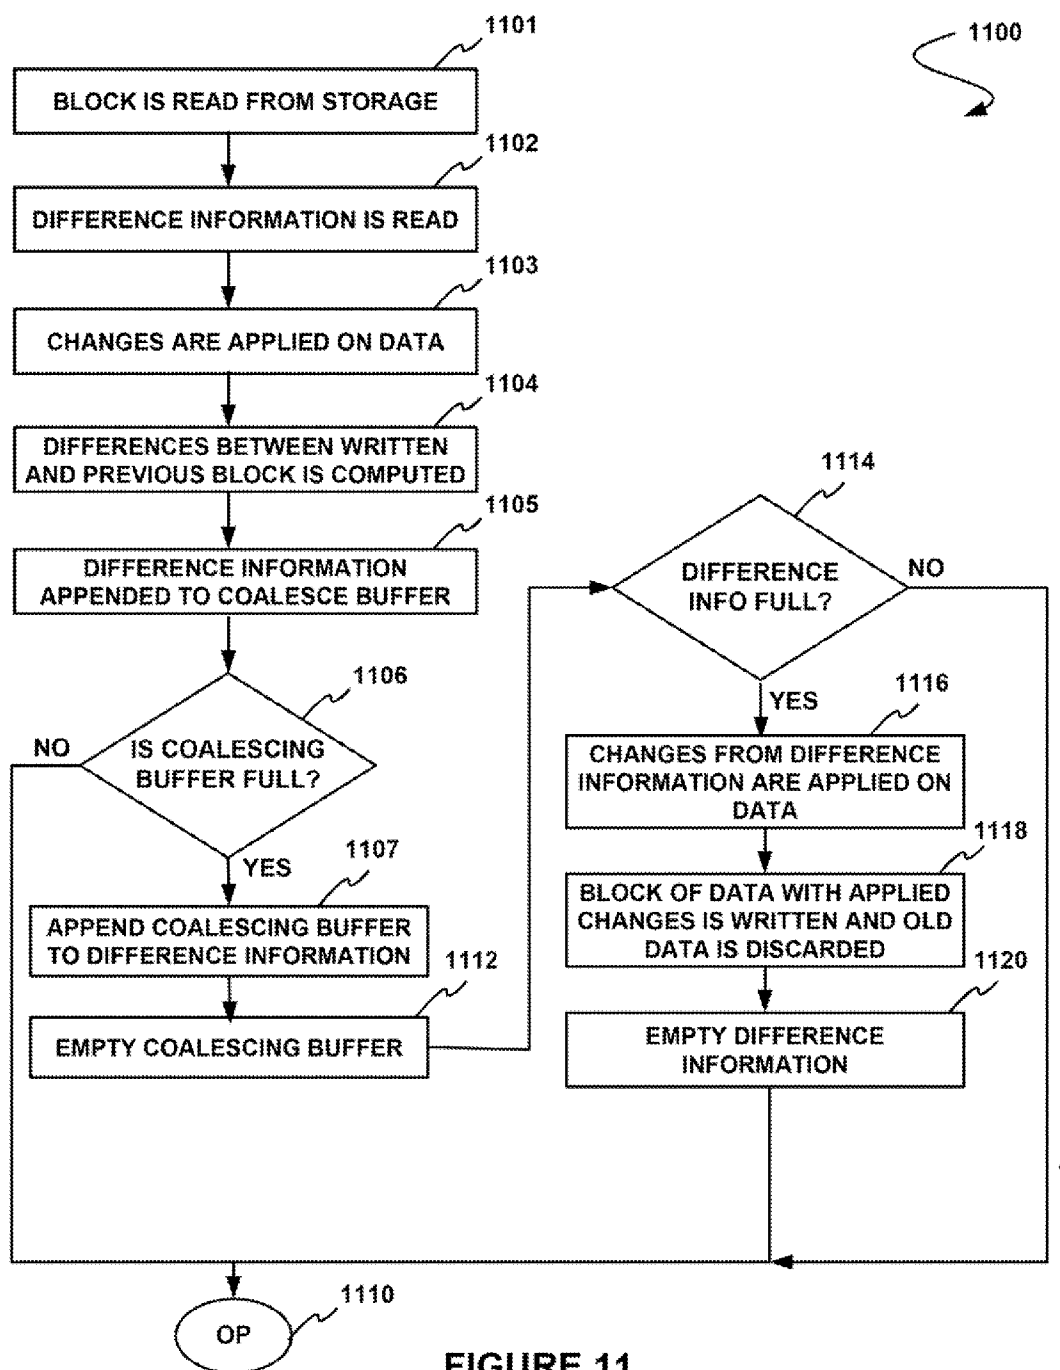 1101
1100
BLOCK IS READ FROM STORAGE
1102
DIFFERENCE INFORMATION IS READ
1103
CHANGES ARE APPLIED ON DATA
1104
DIFFERENCES BETWEEN WRITTEN
AND PREVIOUS BLOCK IS COMPUTED
1105
DIFFERENCE INFORMATION
APPENDED TO COALESCE BUFFER
1106
IS COALESCING
BUFFER FULL?
NO
YES
1107
APPEND COALESCING BUFFER
TO DIFFERENCE INFORMATION
1112
EMPTY COALESCING BUFFER
1114
DIFFERENCE
INFO FULL?
NO
YES
1116
CHANGES FROM DIFFERENCE
INFORMATION ARE APPLIED ON
DATA
1118
BLOCK OF DATA WITH APPLIED
CHANGES IS WRITTEN AND OLD
DATA IS DISCARDED
1120
EMPTY DIFFERENCE
INFORMATION
1110
OP
FIGURE 11